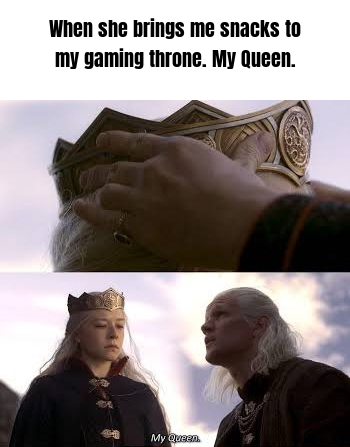 When she brings me snacks to
my gaming throne. My Queen.
My Queen.